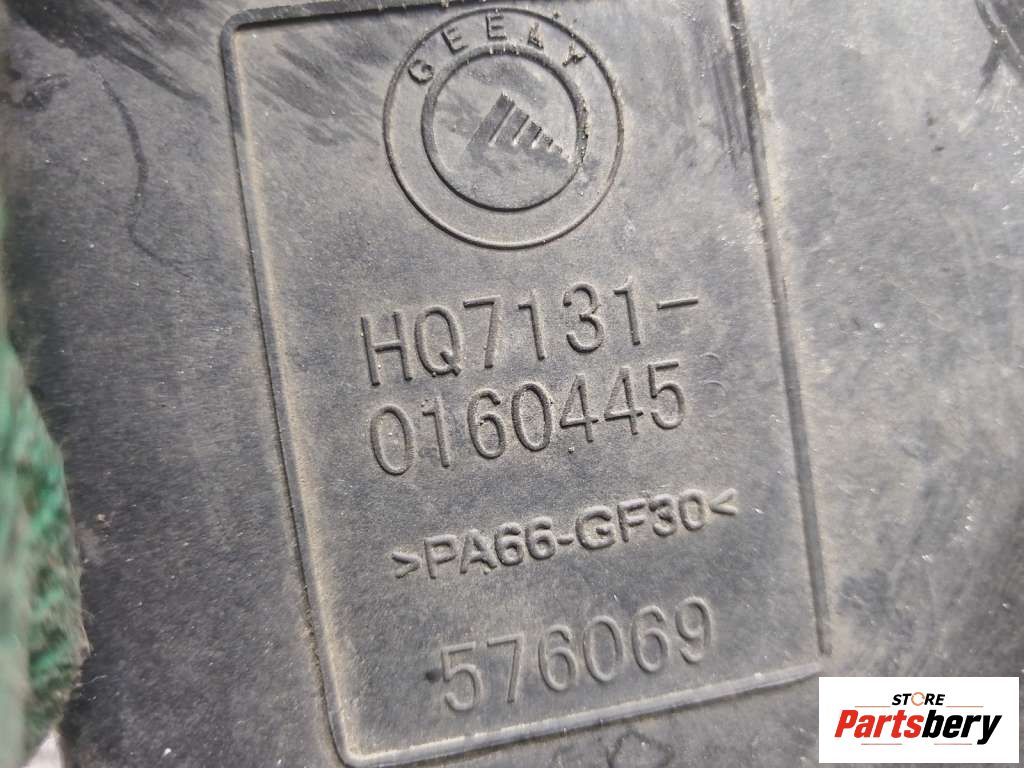 GEELY
HQ7131-
0160445
>PA66-GF30<
576069
STORE
Partsbery